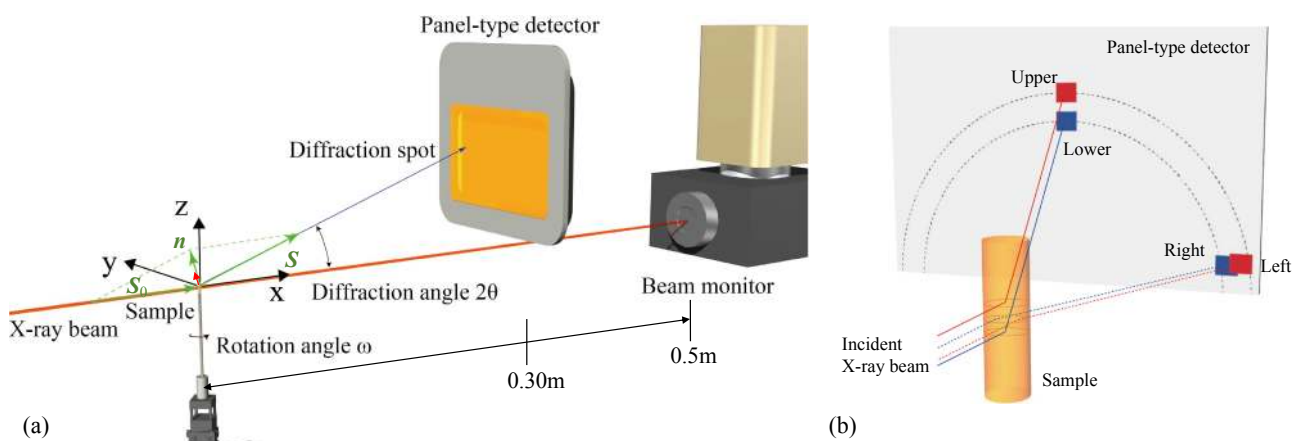 Panel-type detector
Diffraction spot
z
n
S
y
S₀
x
Sample
Diffraction angle 2θ
Beam monitor
X-ray beam
Rotation angle ω
0.5m
0.30m
(a)
Panel-type detector
Upper
Lower
Right
Left
Incident
X-ray beam
Sample
(b)